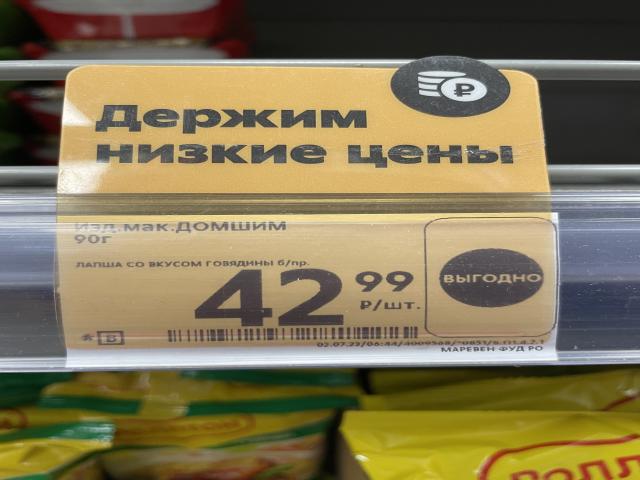 ₽
Держим
низкие цены
Изд.мак.ДОМШИМ
90г
ЛАПША СО ВКУСОМ ГОВЯДИНЫ б/пр.
42 99
₽/шт.
ВЫГОДНО
В
МАРЕВЕН ФУД РО
Ролл